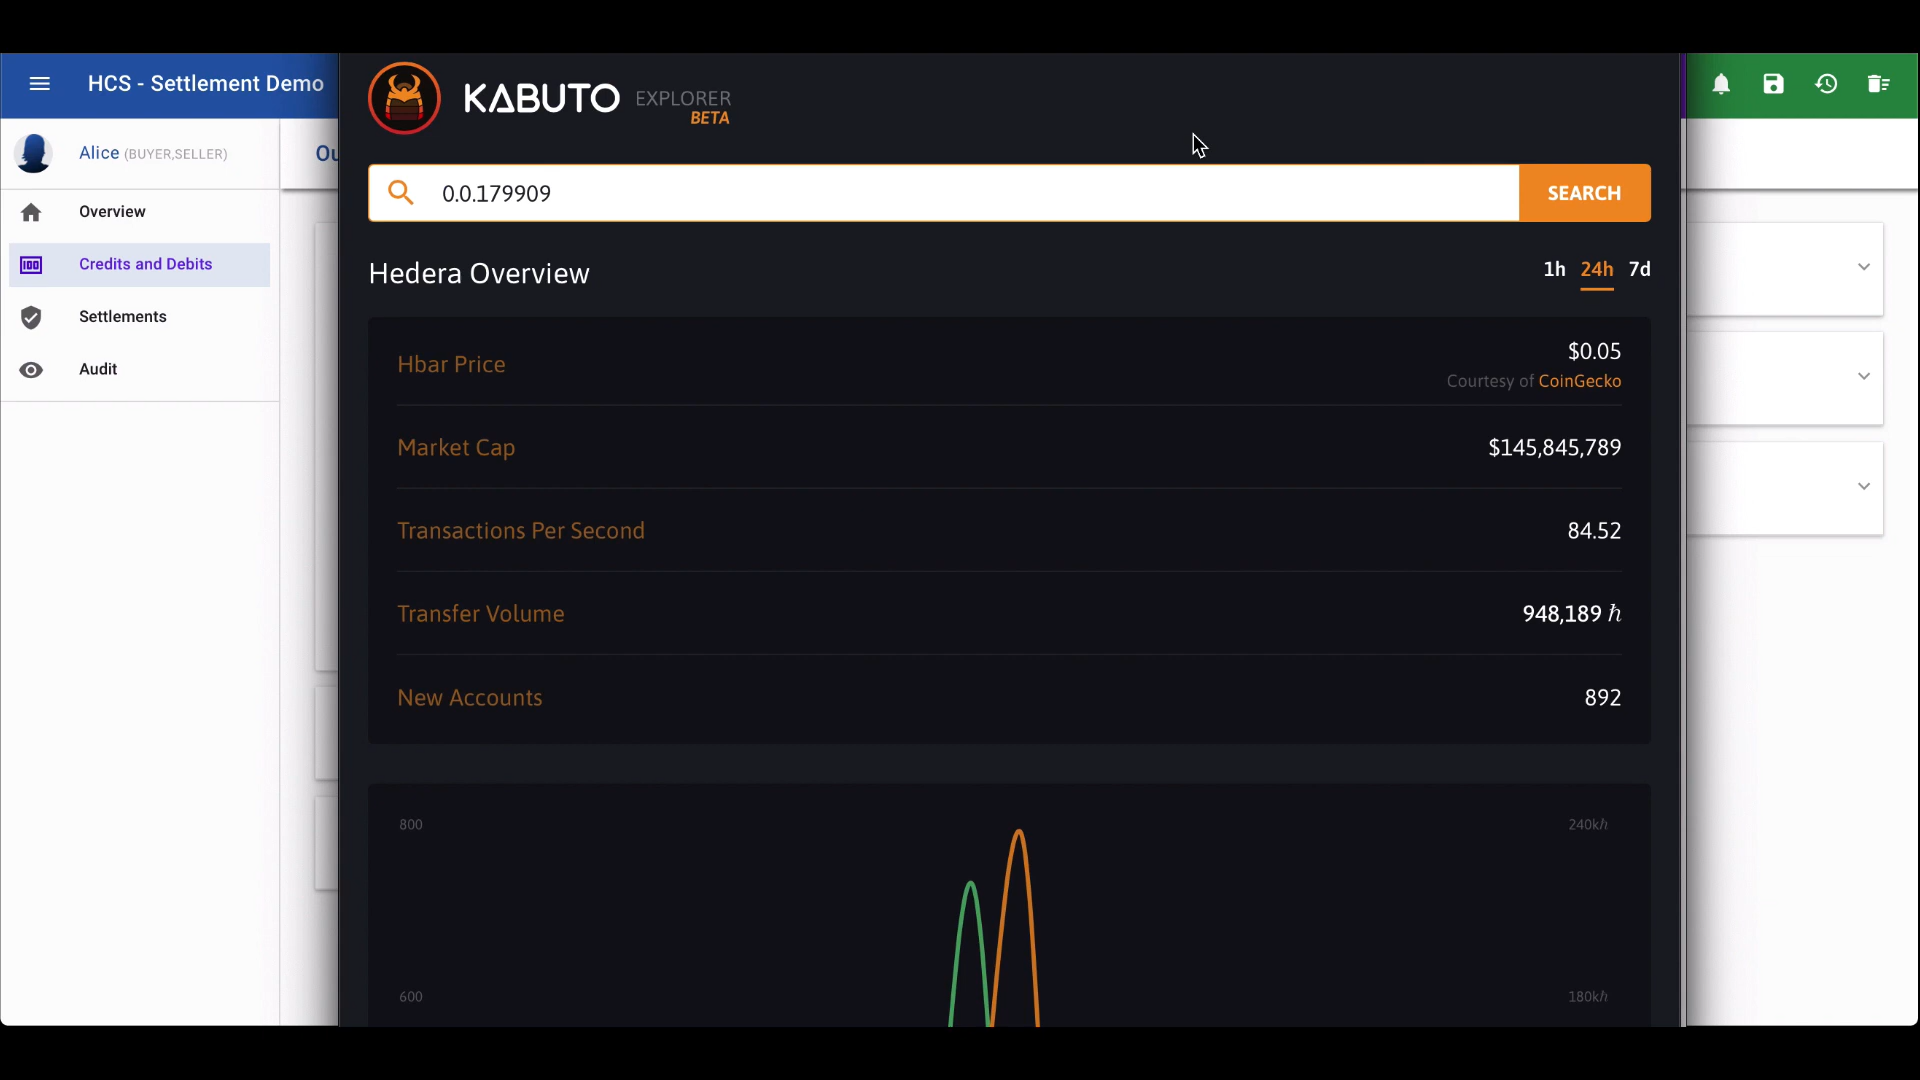 HCS - Settlement Demo
Alice (BUYER,SELLER)
Overview
Credits and Debits
Settlements
Audit
KABUTO EXPLORER
BETA
0.0.179909
SEARCH
Hedera Overview
1h 24h 7d
Hbar Price
$0.05
Courtesy of CoinGecko
Market Cap
$145,845,789
Transactions Per Second
84.52
Transfer Volume
948,189 ℏ
New Accounts
892
800
240kℏ
600
180kℏ